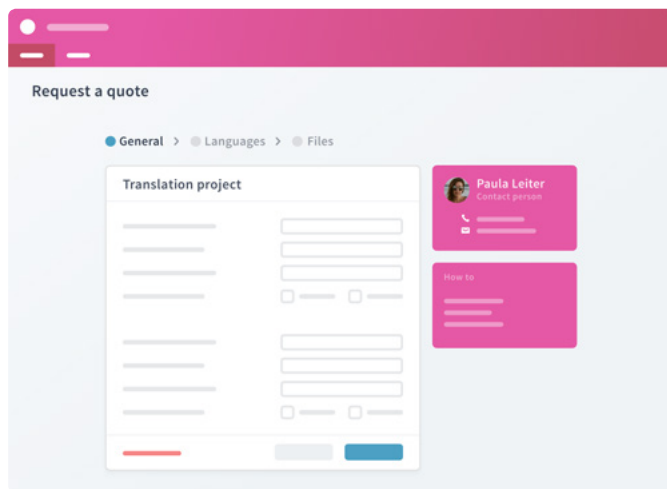 Request a quote
General > Languages > Files
Translation project
Paula Leiter
Contact person
How to